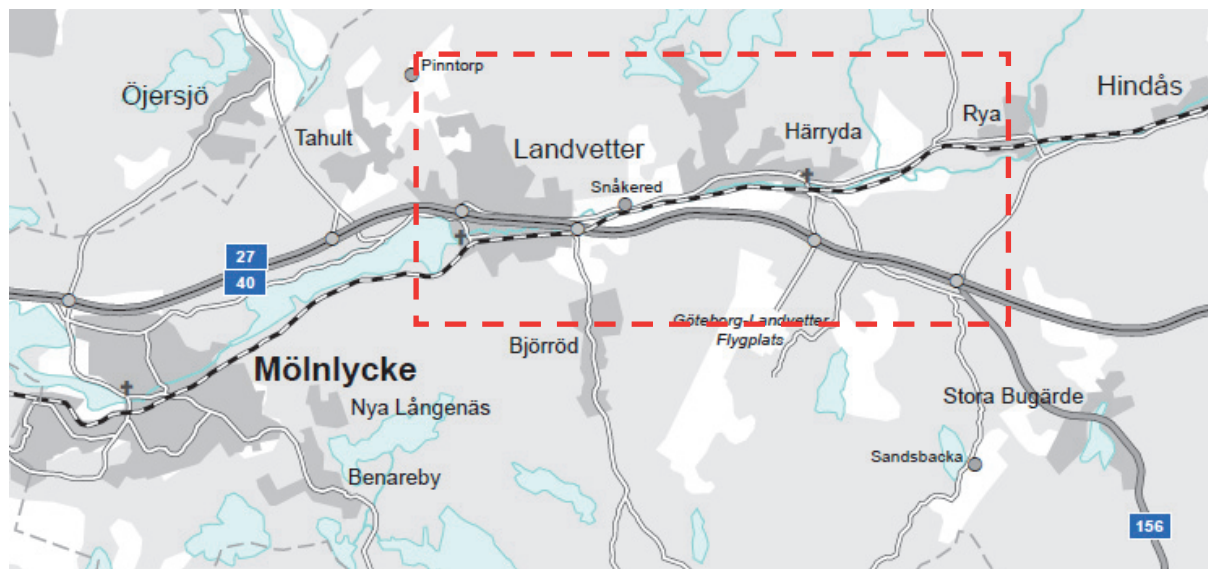 Pinntorp
Öjersjö
Hindås
Rya
Härryda
Tahult
Landvetter
Snåkered
27
40
Göteborg-Landvetter
Flygplats
Björröd
Mölnlycke
Nya Långenäs
Stora Bugärde
Sandsbacka
Benareby
156